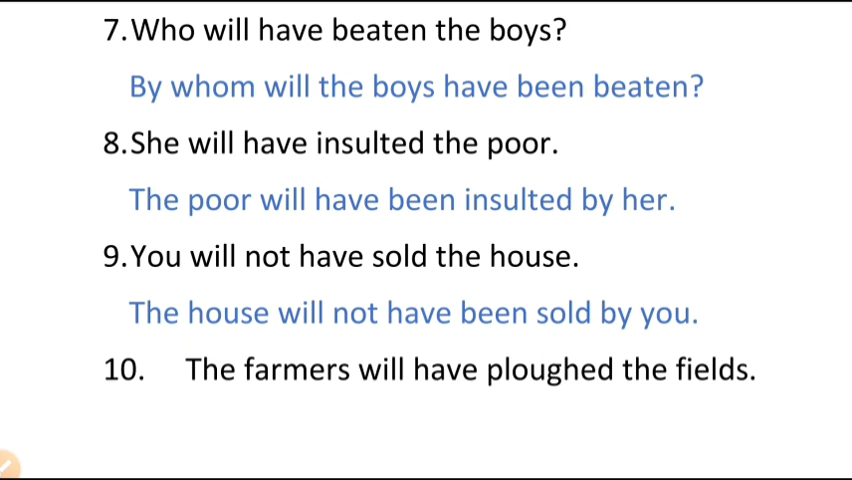 7.Who will have beaten the boys?
By whom will the boys have been beaten?
8.She will have insulted the poor.
The poor will have been insulted by her.
9.You will not have sold the house.
The house will not have been sold by you.
10. The farmers will have ploughed the fields.